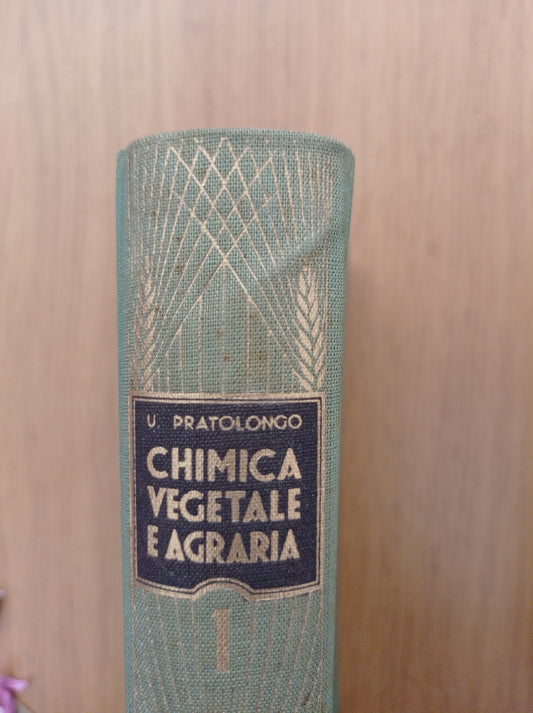 U. PRATOLONGO
CHIMICA
VEGETALE
E AGRARIA
1